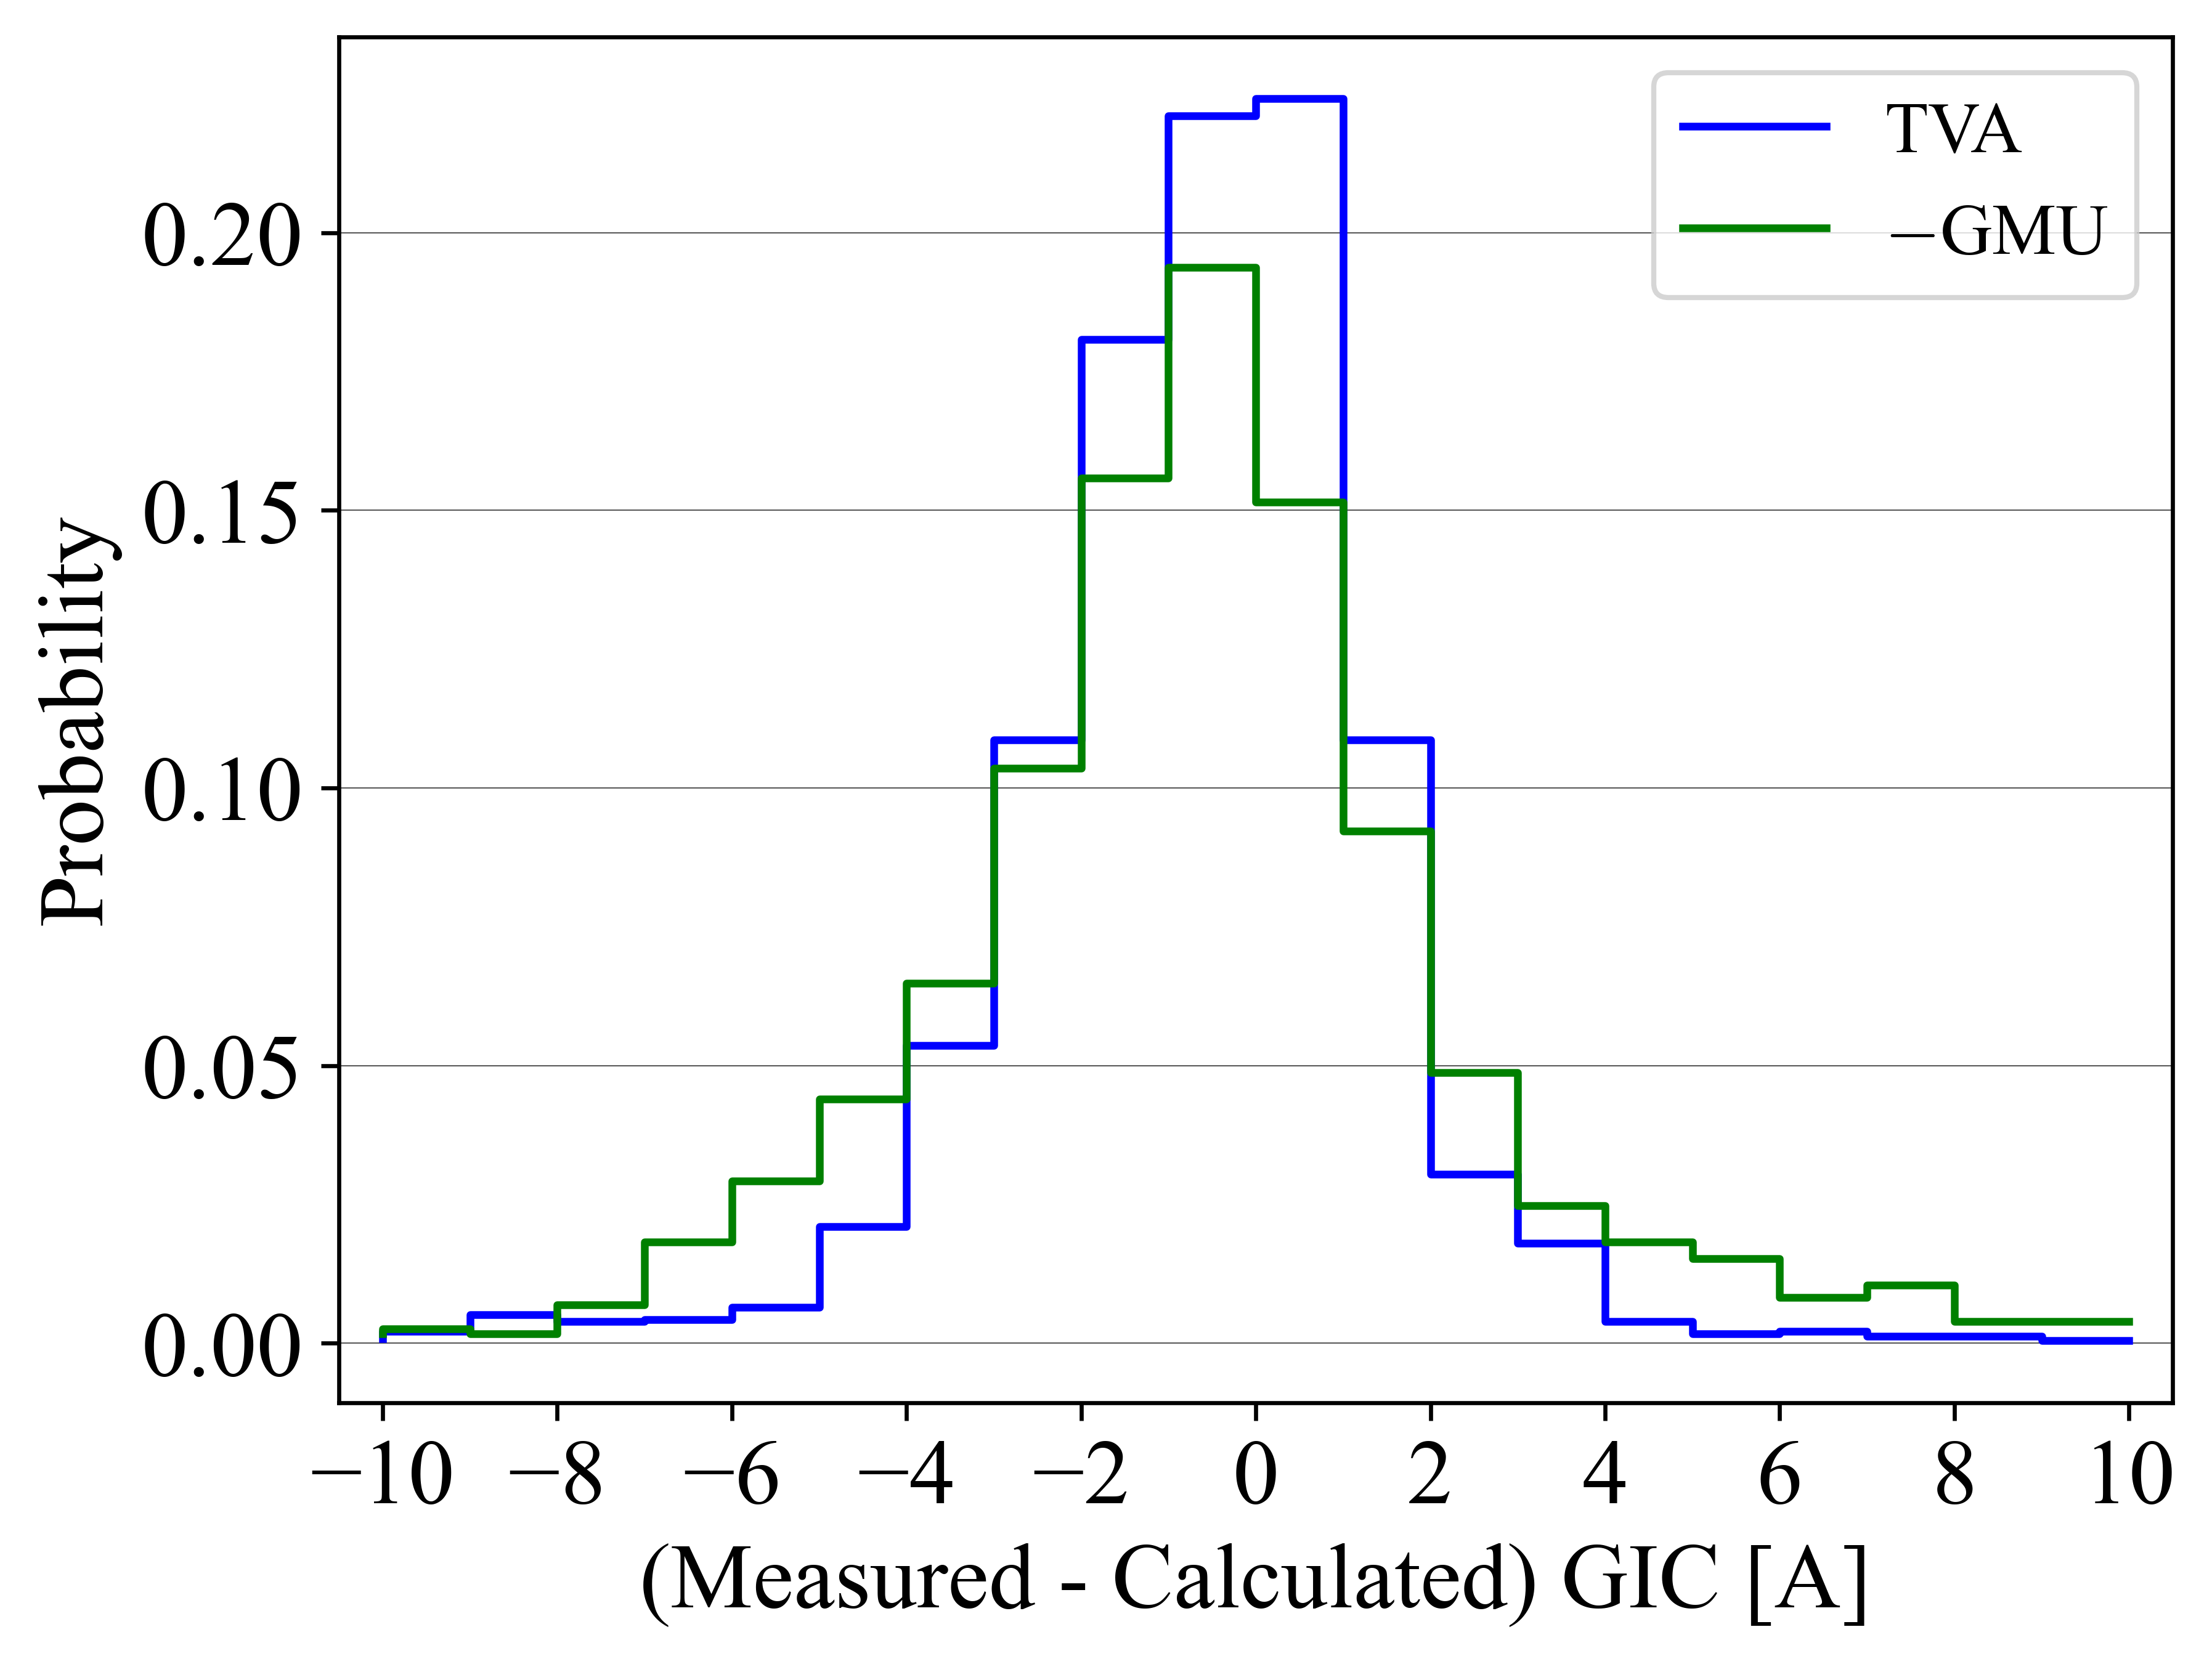 TVA
−GMU
0.20
0.15
0.10
0.05
0.00
Probability
−10 −8 −6 −4 −2 0 2 4 6 8 10
(Measured - Calculated) GIC [A]